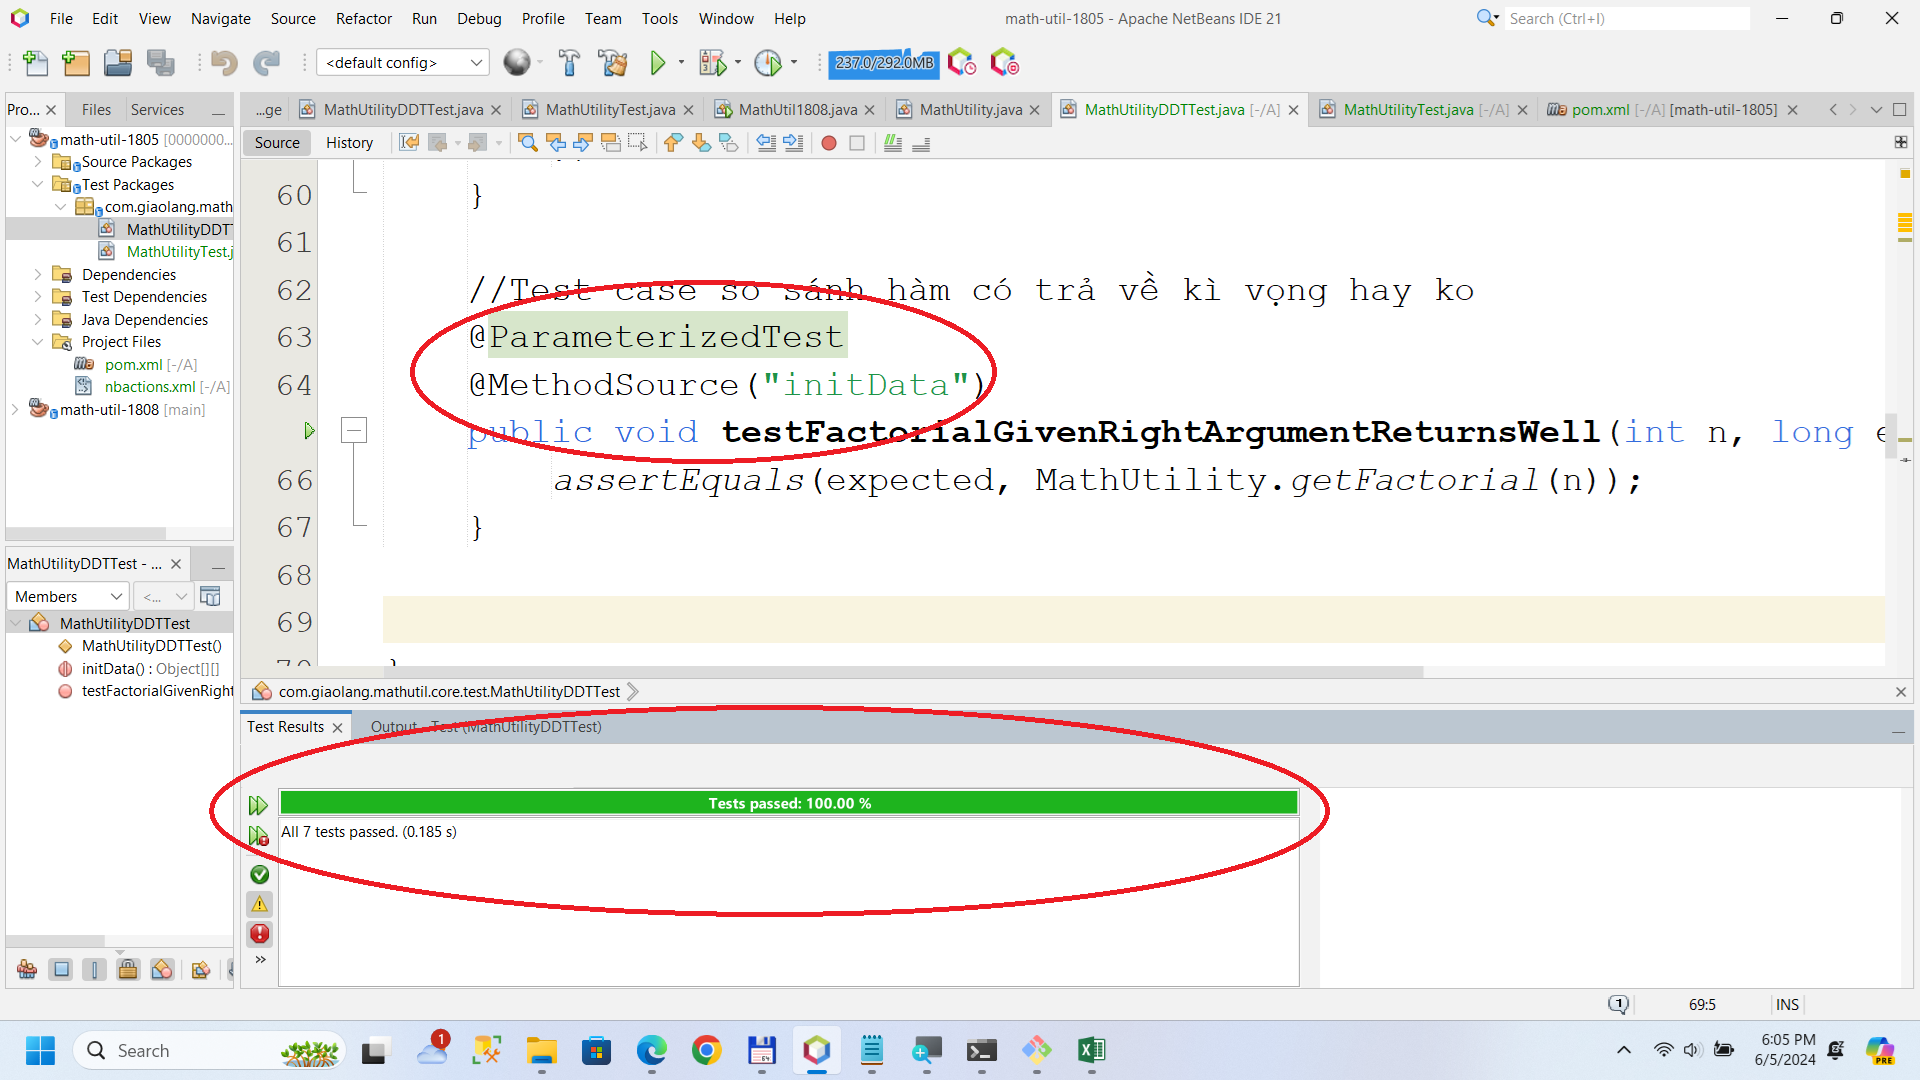 File Edit View Navigate Source Refactor Run Debug Profile Team Tools Window Help
math-util-1805 - Apache NetBeans IDE 21
Search (Ctrl+I)
<default config>
237.0/292.0MB
Pro... Files Services
...ge MathUtilityDDTTest.java MathUtilityTest.java MathUtil1808.java MathUtility.java MathUtilityDDTTest.java [-/A] MathUtilityTest.java [-/A] pom.xml [-/A] [math-util-1805]
Source History
math-util-1805 [0000000...
Source Packages
Test Packages
com.giaolang.math
MathUtilityDDT
MathUtilityTest.j
Dependencies
Test Dependencies
Java Dependencies
Project Files
pom.xml [-/A]
nbactions.xml [-/A]
math-util-1808 [main]
60 }
61
62 //Test case so sánh hàm có trả về kì vọng hay ko
63 @ParameterizedTest
64 @MethodSource("initData")
public void testFactorialGivenRightArgumentReturnsWell(int n, long e
66 assertEquals(expected, MathUtility.getFactorial(n));
67 }
68
69
70 }
MathUtilityDDTTest - ...
Members <...
MathUtilityDDTTest
MathUtilityDDTTest()
initData() : Object[][]
testFactorialGivenRight
com.giaolang.mathutil.core.test.MathUtilityDDTTest
Test Results Output - Test (MathUtilityDDTTest)
Tests passed: 100.00 %
All 7 tests passed. (0.185 s)
1 69:5 INS
Search
1
64
6:05 PM
6/5/2024
PRE